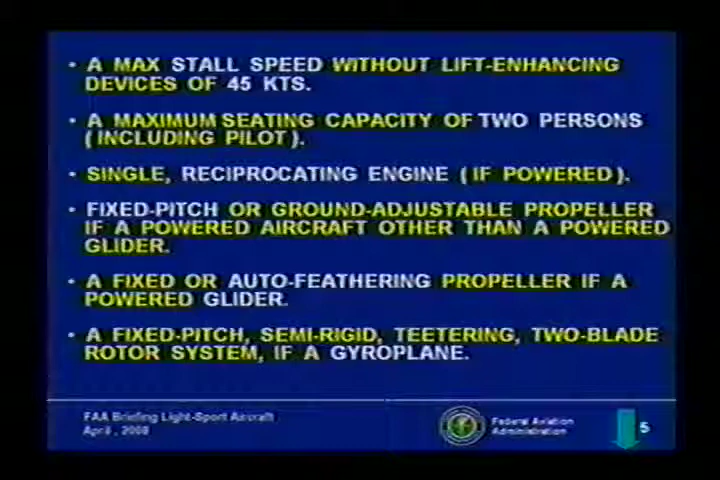 • A MAX STALL SPEED WITHOUT LIFT-ENHANCING
DEVICES OF 45 KTS.
• A MAXIMUM SEATING CAPACITY OF TWO PERSONS
(INCLUDING PILOT).
• SINGLE, RECIPROCATING ENGINE (IF POWERED).
• FIXED-PITCH OR GROUND-ADJUSTABLE PROPELLER
IF A POWERED AIRCRAFT OTHER THAN A POWERED
GLIDER.
• A FIXED OR AUTO-FEATHERING PROPELLER IF A
POWERED GLIDER.
• A FIXED-PITCH, SEMI-RIGID, TEETERING, TWO-BLADE
ROTOR SYSTEM, IF A GYROPLANE.
FAA Briefing Light-Sport Aircraft
April, 2008
Federal Aviation
Administration
5